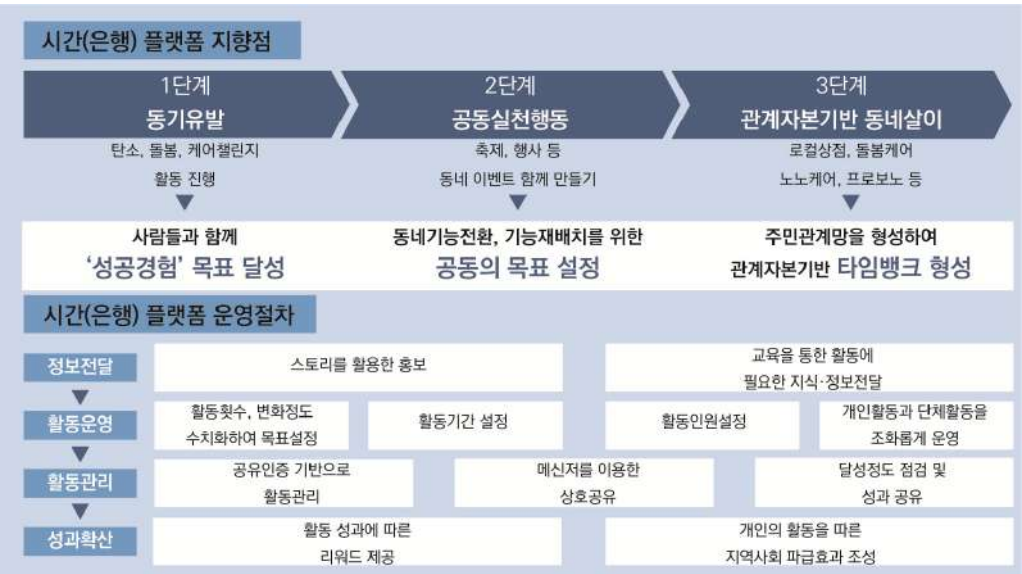 시간(은행) 플랫폼 지향점
1단계
동기유발
탄소, 돌봄, 케어챌린지
활동 진행
사람들과 함께
‘성공경험’ 목표 달성
2단계
공동실천행동
축제, 행사 등
동네 이벤트 함께 만들기
동네기능전환, 기능재배치를 위한
공동의 목표 설정
3단계
관계자본기반 동네살이
로컬상점, 돌봄케어
노노케어, 프로보노 등
주민관계망을 형성하여
관계자본기반 타임뱅크 형성
시간(은행) 플랫폼 운영절차
정보전달
스토리를 활용한 홍보
교육을 통한 활동에
필요한 지식·정보전달
활동운영
활동횟수, 변화정도
수치화하여 목표설정
활동기간 설정
활동인원설정
개인활동과 단체활동을
조화롭게 운영
활동관리
공유인증 기반으로
활동관리
메신저를 이용한
상호공유
달성정도 점검 및
성과 공유
성과확산
활동 성과에 따른
리워드 제공
개인의 활동을 따른
지역사회 파급효과 조성